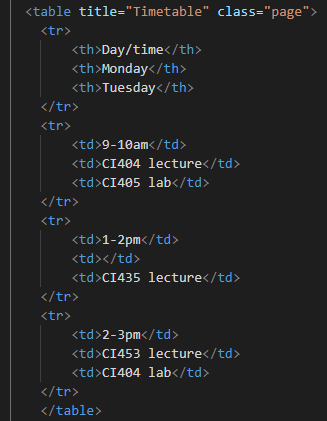 <table title="Timetable" class="page">
<tr>
<th>Day/time</th>
<th>Monday</th>
<th>Tuesday</th>
</tr>
<tr>
<td>9-10am</td>
<td>CI404 lecture</td>
<td>CI405 lab</td>
</tr>
<tr>
<td>1-2pm</td>
<td></td>
<td>CI435 lecture</td>
</tr>
<tr>
<td>2-3pm</td>
<td>CI453 lecture</td>
<td>CI404 lab</td>
</tr>
</table>